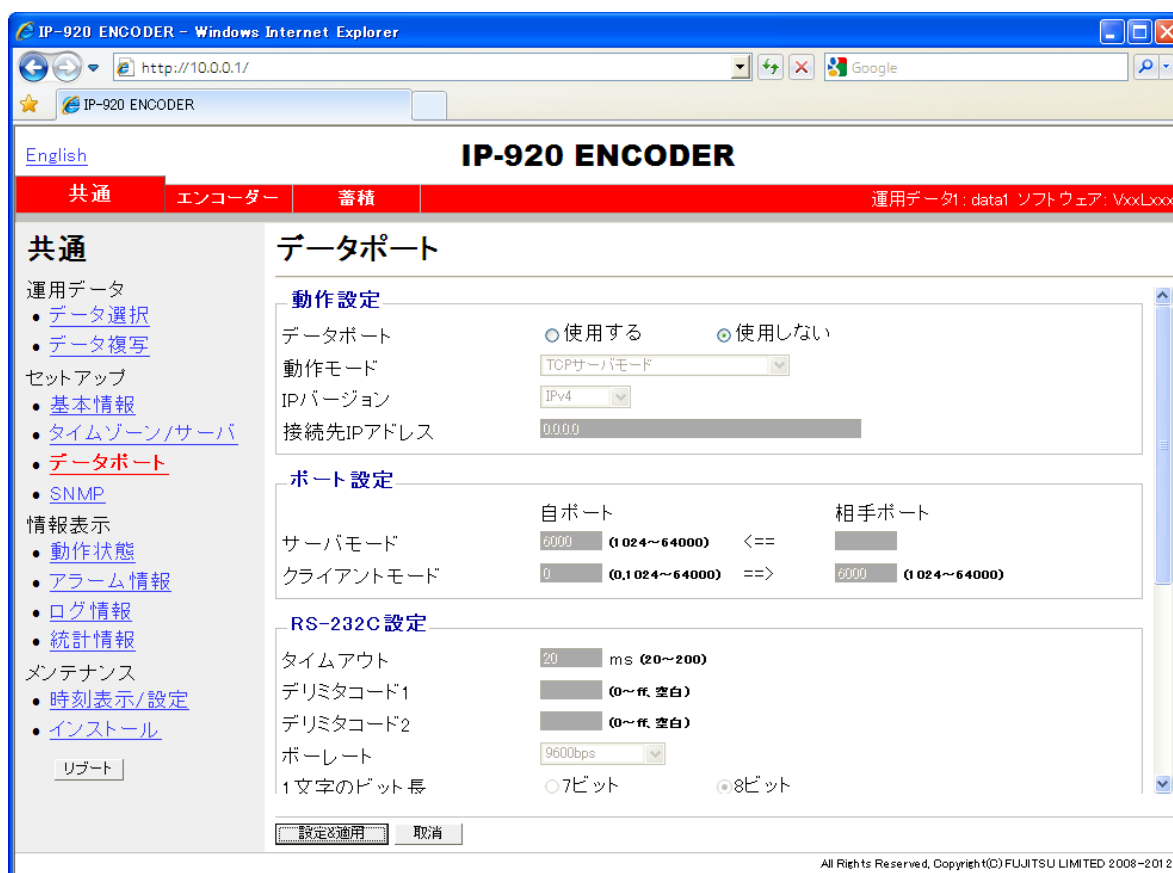 IP-920 ENCODER - Windows Internet Explorer
http://10.0.0.1/
Google
IP-920 ENCODER
English
IP-920 ENCODER
共通 エンコーダー 蓄積 運用データ1: data1 ソフトウェア: VxxLxxx
共通
運用データ
データ選択
データ複写
セットアップ
基本情報
タイムゾーン/サーバ
データポート
SNMP
情報表示
動作状態
アラーム情報
ログ情報
統計情報
メンテナンス
時刻表示/設定
インストール
リブート
データポート
動作設定
データポート 使用する 使用しない
動作モード TCPサーバモード
IPバージョン IPv4
接続先IPアドレス 0.0.0.0
ポート設定
自ポート 相手ポート
サーバモード 6000 (1024～64000) <==
クライアントモード 0 (0,1024～64000) ==> 6000 (1024～64000)
RS-232C設定
タイムアウト 20 ms (20～200)
デリミタコード1 (0～ff、空白)
デリミタコード2 (0～ff、空白)
ボーレート 9600bps
1文字のビット長 7ビット 8ビット
設定&適用 取消
All Rights Reserved, Copyright(C) FUJITSU LIMITED 2008-2012